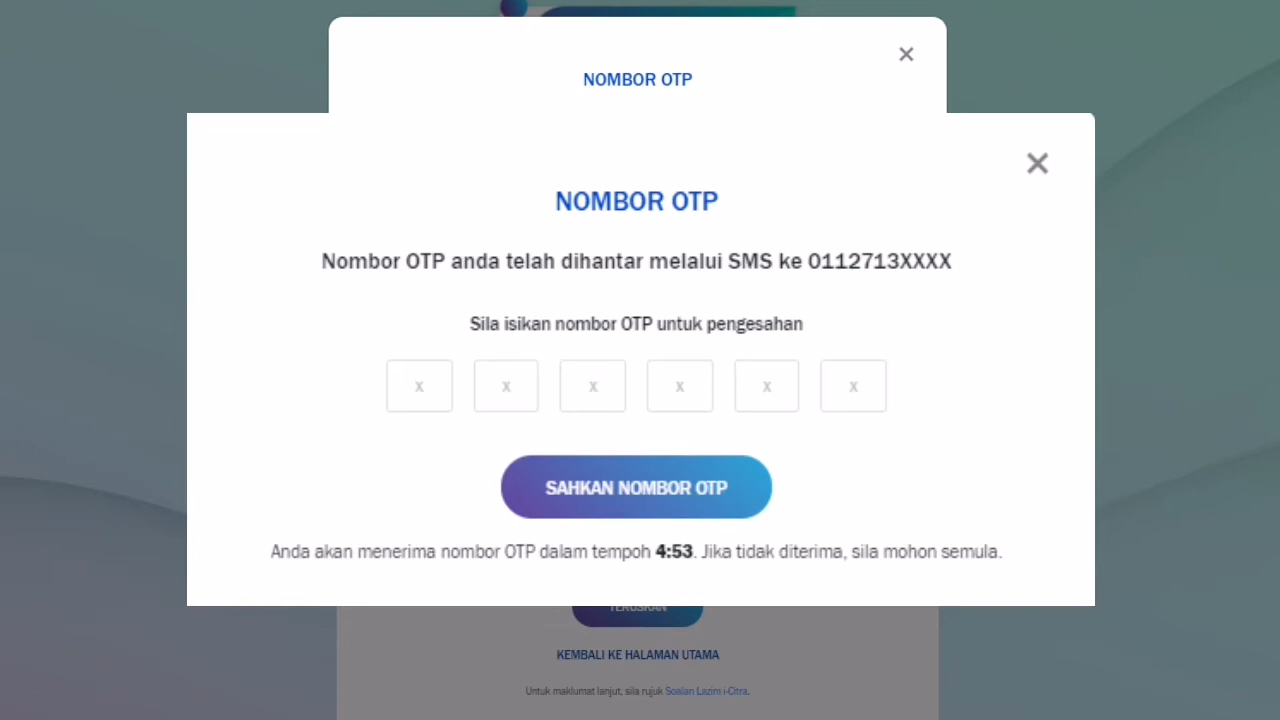 NOMBOR OTP
NOMBOR OTP
Nombor OTP anda telah dihantar melalui SMS ke 0112713XXXX
Sila isikan nombor OTP untuk pengesahan
x x x x x x
SAHKAN NOMBOR OTP
Anda akan menerima nombor OTP dalam tempoh 4:53. Jika tidak diterima, sila mohon semula.
TERUSKAN
KEMBALI KE HALAMAN UTAMA
Untuk maklumat lanjut, sila rujuk Soalan Lazim i-Citra.